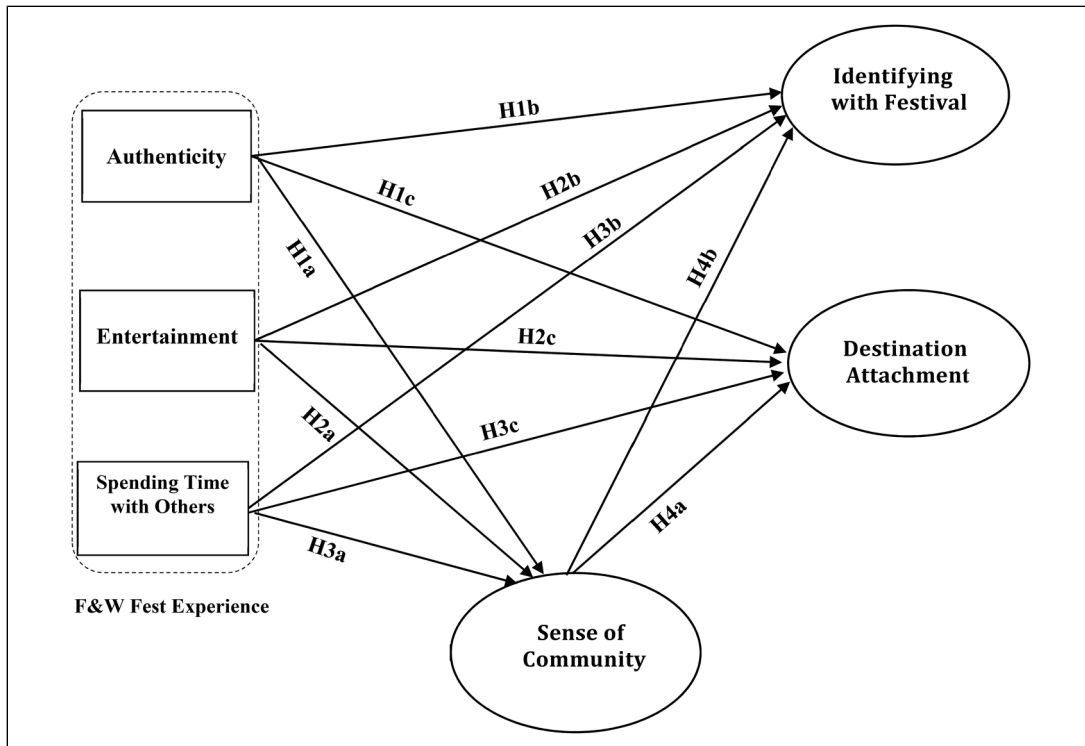 Authenticity
Entertainment
Spending Time
with Others
F&W Fest Experience
H1b
H1c
H1a
H2b
H2c
H2a
H3b
H3c
H3a
H4b
H4a
Identifying
with Festival
Destination
Attachment
Sense of
Community